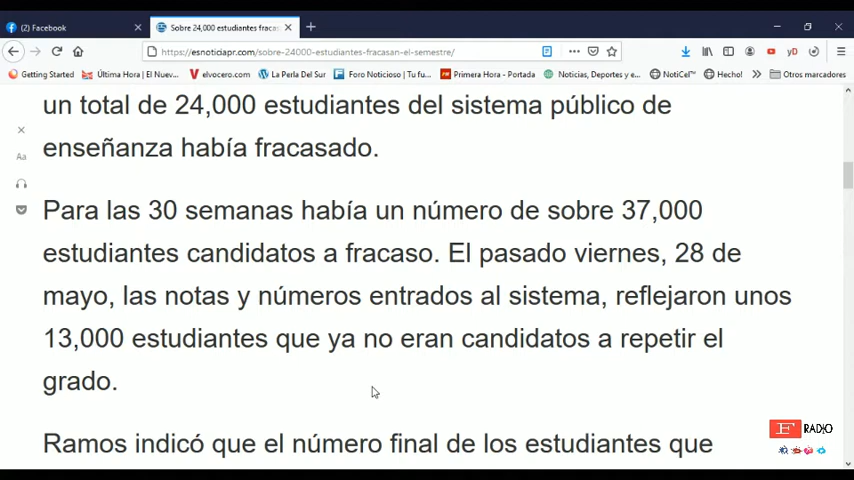 (2) Facebook
Sobre 24,000 estudiantes fracas
https://esnoticiapr.com/sobre-24000-estudiantes-fracasan-el-semestre/
Getting Started
Última Hora | El Nuev...
elvocero.com
La Perla Del Sur
Foro Noticioso | Tu fu...
Primera Hora - Portada
Noticias, Deportes y e...
NotiCel™
Hecho!
Otros marcadores
un total de 24,000 estudiantes del sistema público de
enseñanza había fracasado.
Aa
Para las 30 semanas había un número de sobre 37,000
estudiantes candidatos a fracaso. El pasado viernes, 28 de
mayo, las notas y números entrados al sistema, reflejaron unos
13,000 estudiantes que ya no eran candidatos a repetir el
grado.
F RADIO
Ramos indicó que el número final de los estudiantes que